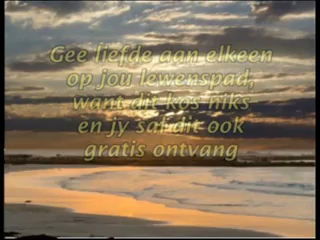 Gee liefde aan elkeen
op jou lewenspad,
want dit kos niks
en jy sal dit ook
gratis ontvang